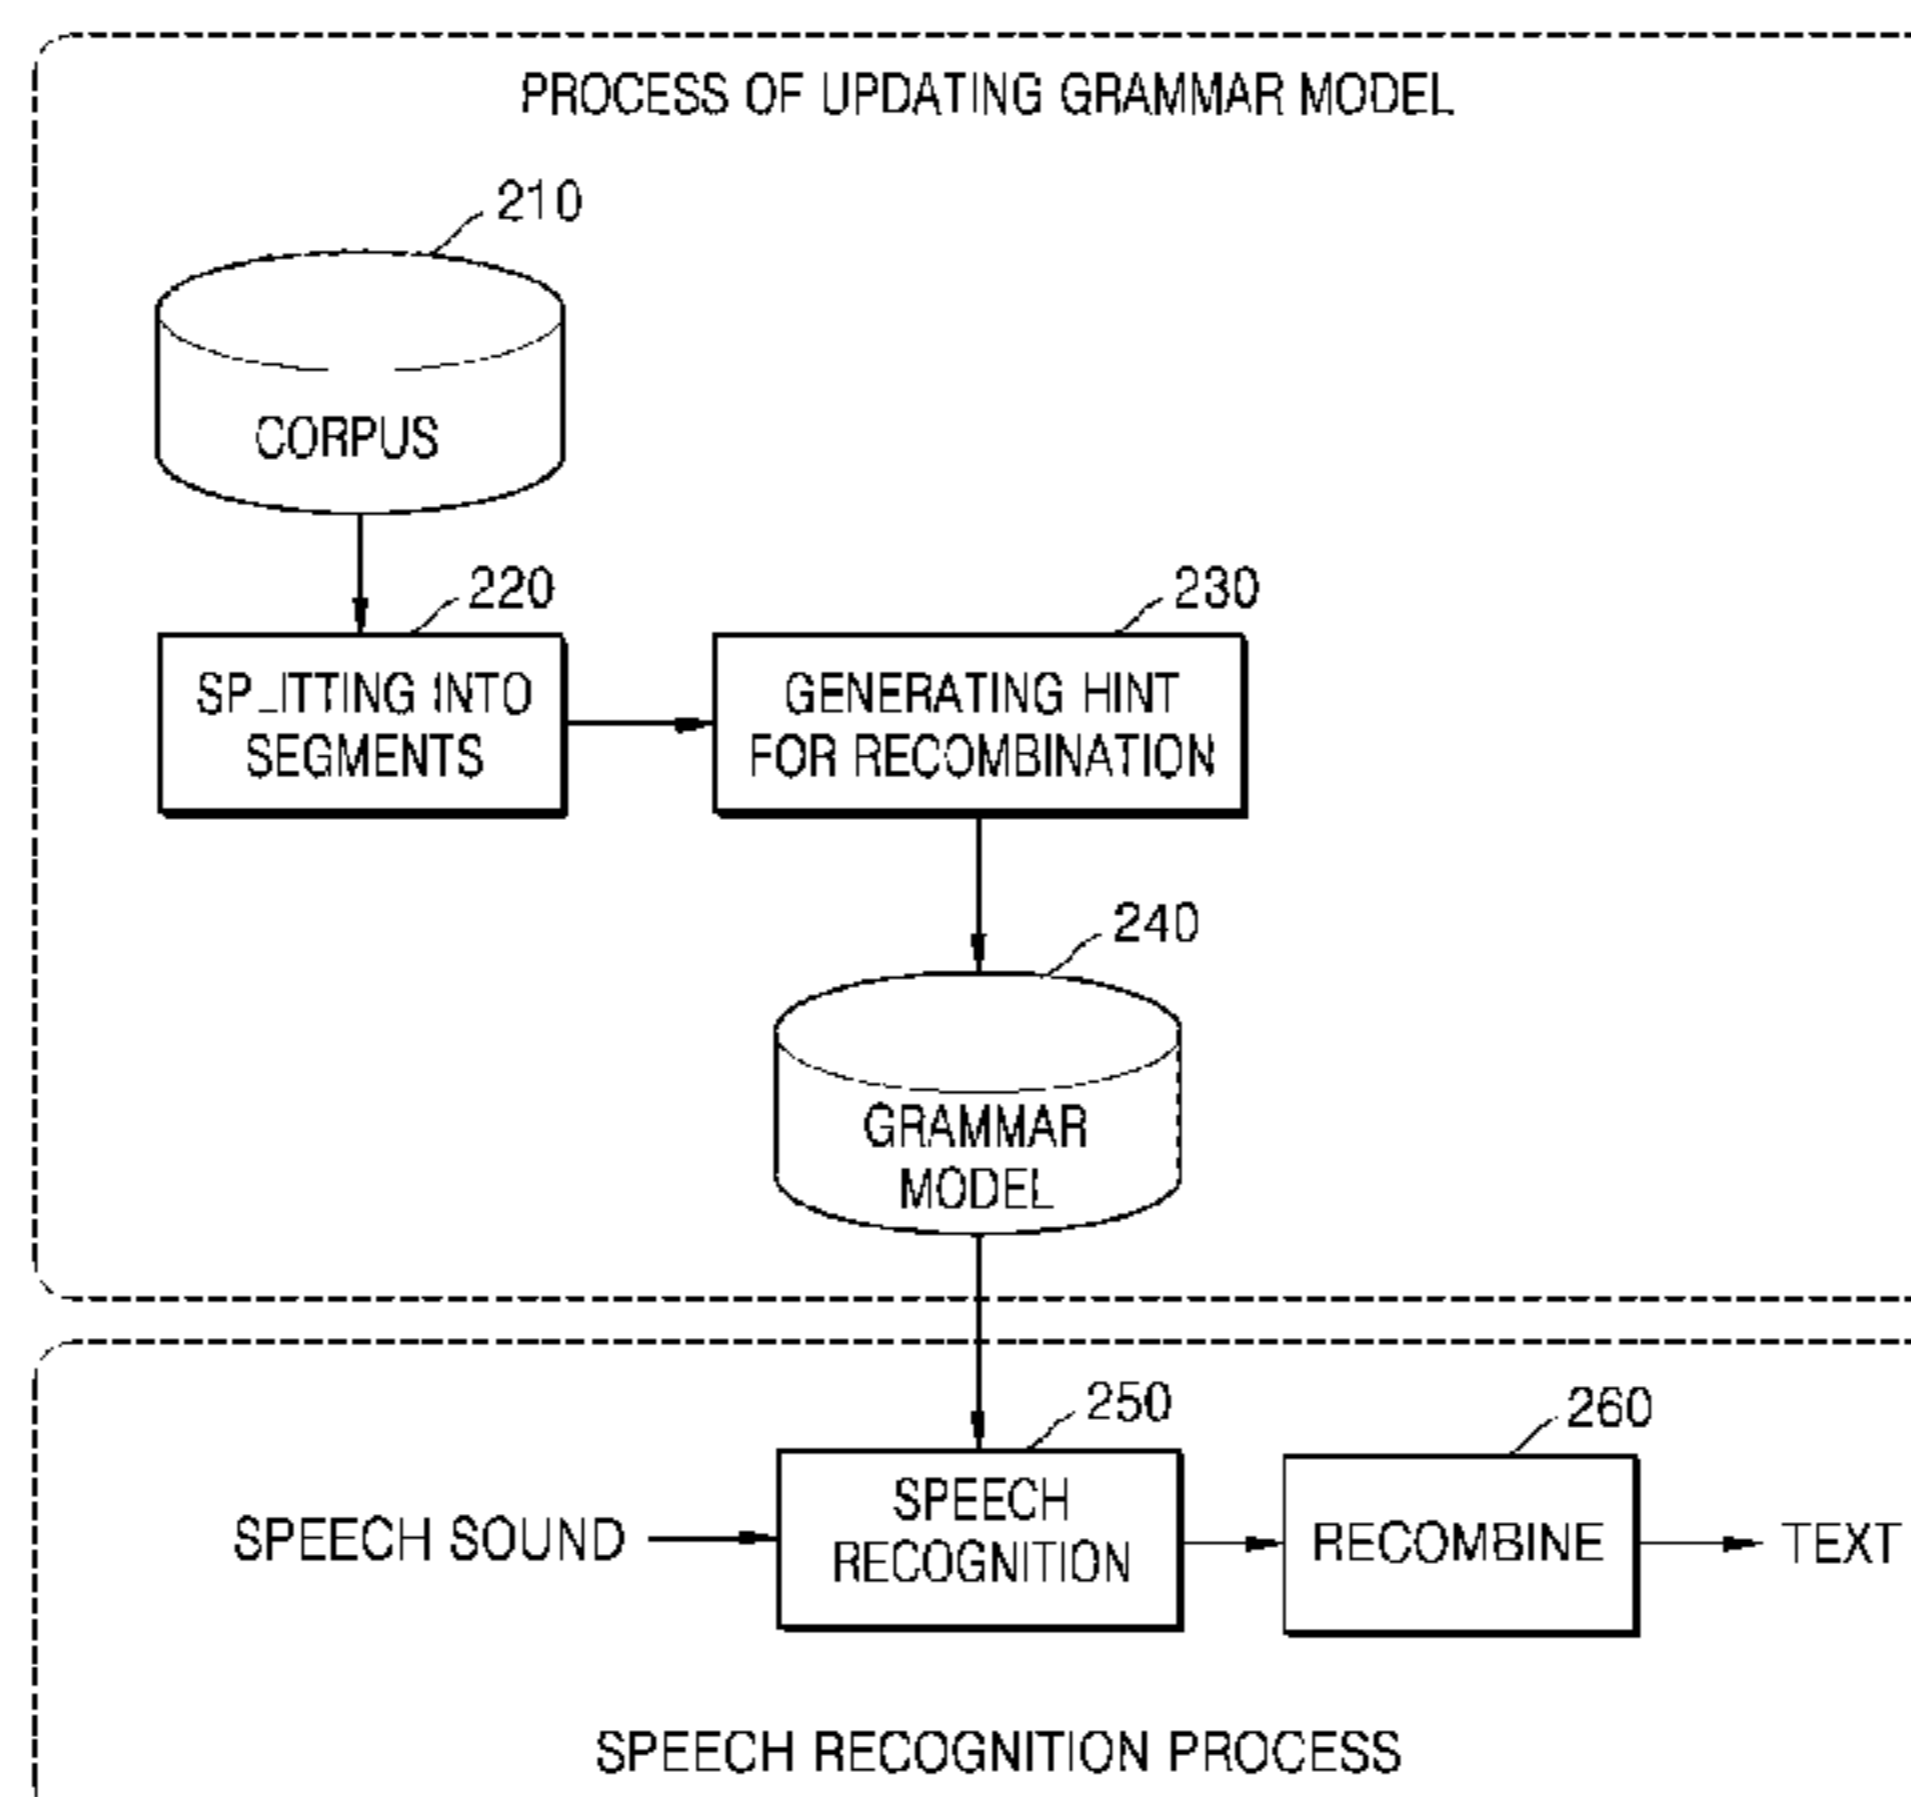 PROCESS OF UPDATING GRAMMAR MODEL
210
CORPUS
220
230
SPLITTING INTO
SEGMENTS
GENERATING HINT
FOR RECOMBINATION
240
GRAMMAR
MODEL
250
260
SPEECH SOUND
SPEECH
RECOGNITION
RECOMBINE
TEXT
SPEECH RECOGNITION PROCESS